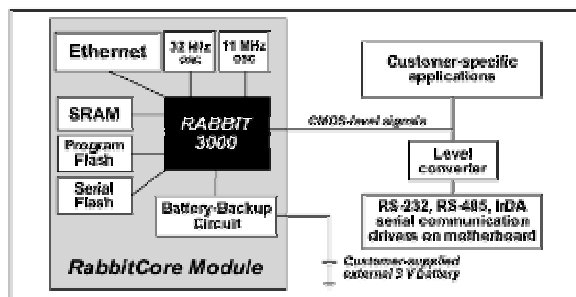 Ethernet
32 kHz
osc
11 MHz
osc
SRAM
Program
Flash
Serial
Flash
RABBIT
3000
Battery-Backup
Circuit
RabbitCore Module
CMOS-level signals
Customer-specific
applications
Level
converter
RS-232, RS-485, IrDA
serial communication
drivers on motherboard
Customer-supplied
external 3 V battery